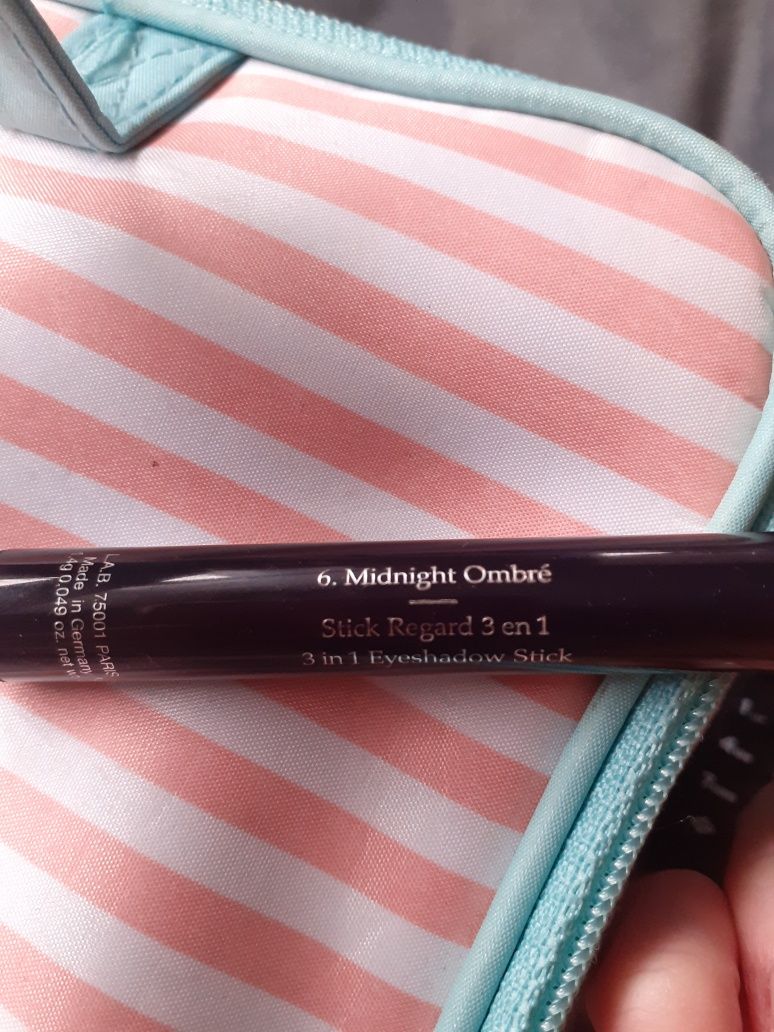 6. Midnight Ombré
Stick Regard 3 en 1
3 in 1 Eyeshadow Stick
A.B. 75001 PARIS
Made in German
0.049 oz. net